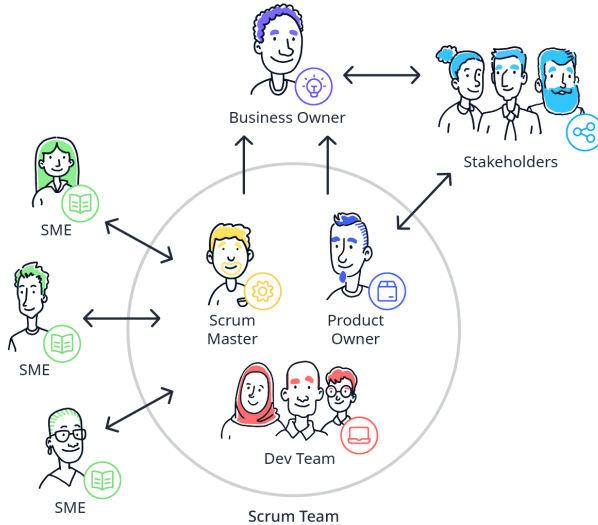 Business Owner
Stakeholders
SME
Scrum
Master
Product
Owner
SME
Dev Team
SME
Scrum Team